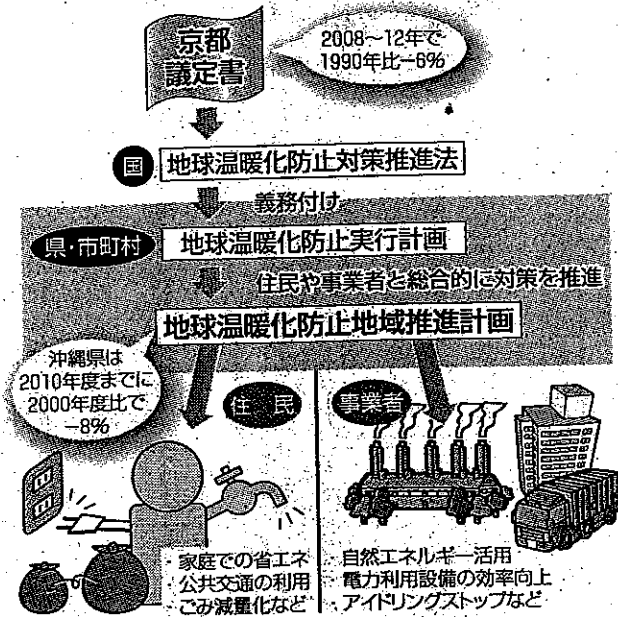 京都
議定書
2008〜12年で
1990年比−6%
国
地球温暖化防止対策推進法
義務付け
県・市町村
地球温暖化防止実行計画
住民や事業者と総合的に対策を推進
地球温暖化防止地域推進計画
沖縄県は
2010年度までに
2000年度比で
−8%
住民
事業者
・家庭での省エネ
・公共交通の利用
・ごみ減量化など
・自然エネルギー活用
・電力利用設備の効率向上
・アイドリングストップなど